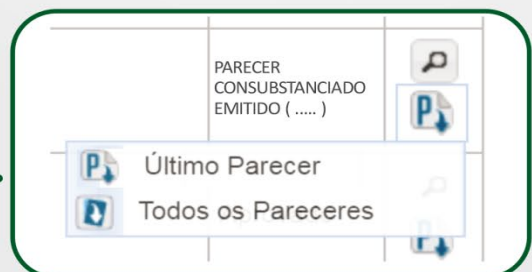 PARECER
CONSUBSTANCIADO
EMITIDO ( ..... )
Último Parecer
Todos os Pareceres